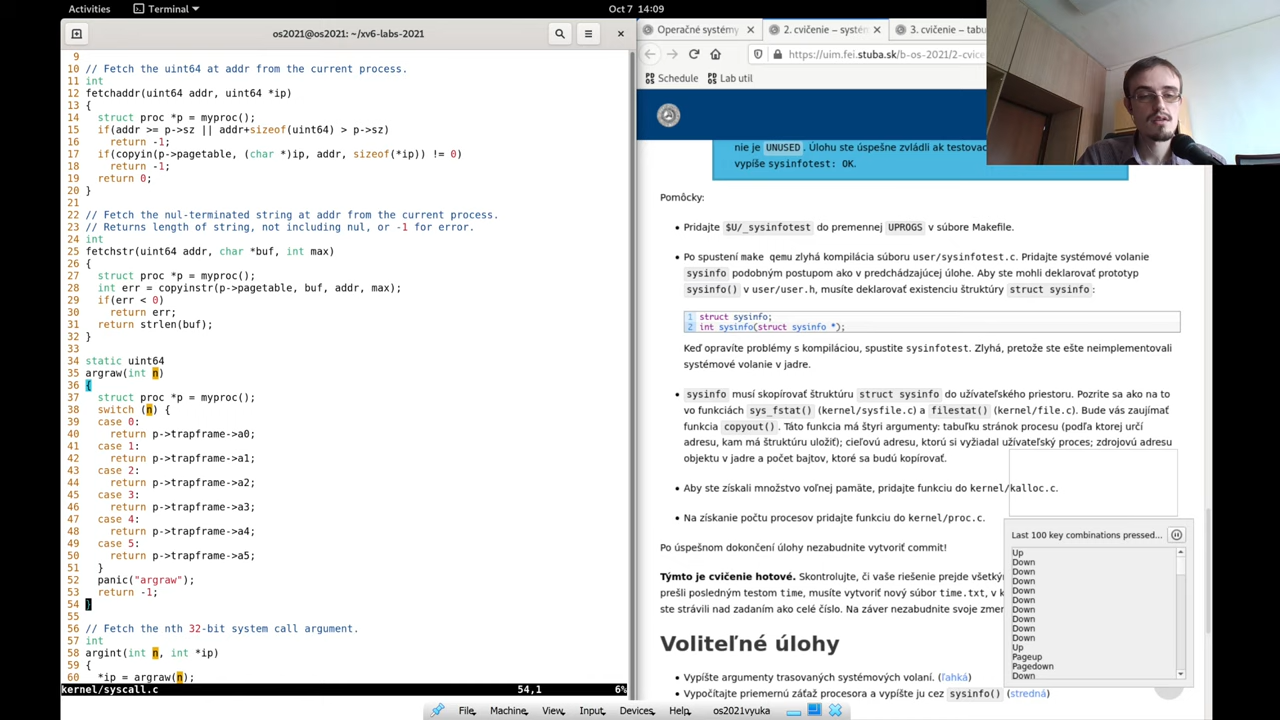 Activities
Terminal
Oct 7 14:09
os2021@os2021: ~/xv6-labs-2021
9
10 // Fetch the uint64 at addr from the current process.
11 int
12 fetchaddr(uint64 addr, uint64 *ip)
13 {
14   struct proc *p = myproc();
15   if(addr >= p->sz || addr+sizeof(uint64) > p->sz)
16     return -1;
17   if(copyin(p->pagetable, (char *)ip, addr, sizeof(*ip)) != 0)
18     return -1;
19   return 0;
20 }
21
22 // Fetch the nul-terminated string at addr from the current process.
23 // Returns length of string, not including nul, or -1 for error.
24 int
25 fetchstr(uint64 addr, char *buf, int max)
26 {
27   struct proc *p = myproc();
28   int err = copyinstr(p->pagetable, buf, addr, max);
29   if(err < 0)
30     return err;
31   return strlen(buf);
32 }
33
34 static uint64
35 argraw(int n)
36 {
37   struct proc *p = myproc();
38   switch (n) {
39   case 0:
40     return p->trapframe->a0;
41   case 1:
42     return p->trapframe->a1;
43   case 2:
44     return p->trapframe->a2;
45   case 3:
46     return p->trapframe->a3;
47   case 4:
48     return p->trapframe->a4;
49   case 5:
50     return p->trapframe->a5;
51   }
52   panic("argraw");
53   return -1;
54 }
55
56 // Fetch the nth 32-bit system call argument.
57 int
58 argint(int n, int *ip)
59 {
60   *ip = argraw(n);
kernel/syscall.c 54,1 6%
Operačné systémy
2. cvičenie – systém
3. cvičenie – tabu
https://uim.fei.stuba.sk/b-os-2021/2-cvice
Schedule
Lab util
nie je UNUSED. Úlohu ste úspešne zvládli ak testovac
vypíše sysinfotest: OK.
Pomôcky:
• Pridajte $U/_sysinfotest do premennej UPROGS v súbore Makefile.
• Po spustení make qemu zlyhá kompilácia súboru user/sysinfotest.c. Pridajte systémové volanie
sysinfo podobným postupom ako v predchádzajúcej úlohe. Aby ste mohli deklarovať prototyp
sysinfo() v user/user.h, musíte deklarovať existenciu štruktúry struct sysinfo:
1 struct sysinfo;
2 int sysinfo(struct sysinfo *);
Keď opravíte problémy s kompiláciou, spustite sysinfotest. Zlyhá, pretože ste ešte neimplementovali
systémové volanie v jadre.
• sysinfo musí skopírovať štruktúru struct sysinfo do užívateľského priestoru. Pozrite sa ako na to
vo funkciách sys_fstat() (kernel/sysfile.c) a filestat() (kernel/file.c). Bude vás zaujímať
funkcia copyout(). Táto funkcia má štyri argumenty: tabuľku stránok procesu (podľa ktorej určí
adresu, kam má štruktúru uložiť); cieľovú adresu, ktorú si vyžiadal užívateľský proces; zdrojovú adresu
objektu v jadre a počet bajtov, ktoré sa budú kopírovať.
• Aby ste získali množstvo voľnej pamäte, pridajte funkciu do kernel/kalloc.c.
• Na získanie počtu procesov pridajte funkciu do kernel/proc.c.
Po úspešnom dokončení úlohy nezabudnite vytvoriť commit!
Týmto je cvičenie hotové. Skontrolujte, či vaše riešenie prejde všetký
prešli posledným testom time, musíte vytvoriť nový súbor time.txt, v k
ste strávili nad zadaním ako celé číslo. Na záver nezabudnite svoje zmen
Voliteľné úlohy
• Vypíšte argumenty trasovaných systémových volaní. (ľahká)
• Vypočítajte priemernú záťaž procesora a vypíšte ju cez sysinfo() (stredná)
Last 100 key combinations pressed...
Up
Down
Down
Down
Down
Down
Down
Down
Down
Down
Up
Pageup
Pagedown
Down
File
Machine
View
Input
Devices
Help
os2021vyuka